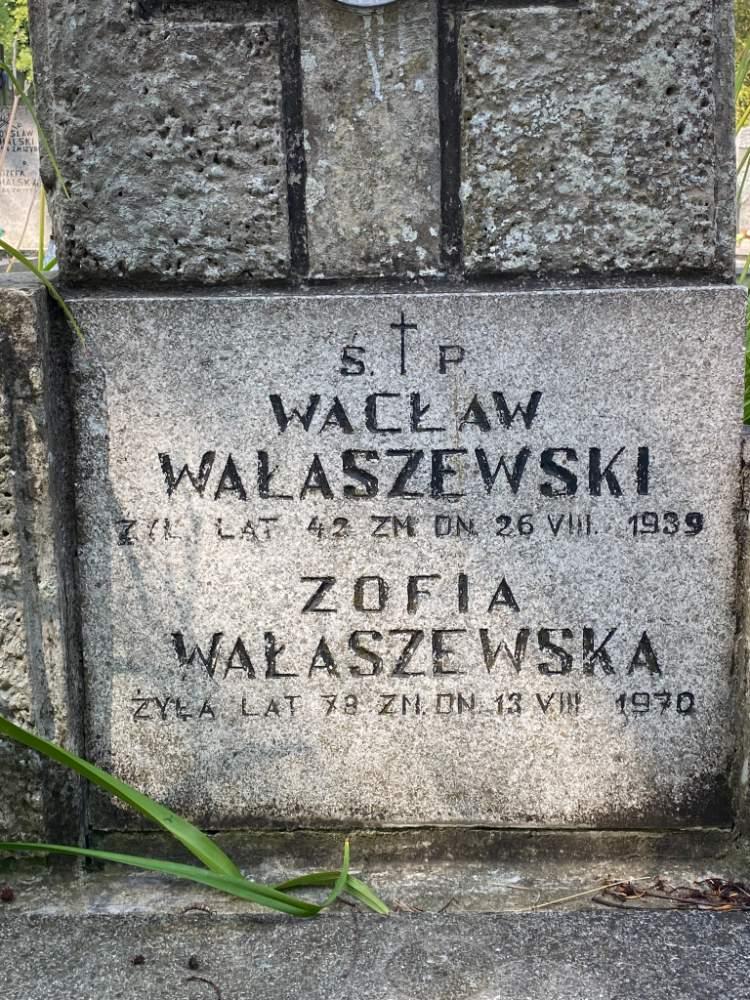 Ś. P.
WACŁAW
WAŁASZEWSKI
ŻYŁ LAT 42 ZM. DN. 26 VIII. 1939
ZOFIA
WAŁASZEWSKA
ŻYŁA LAT 78 ZM. DN. 13 VIII 1970